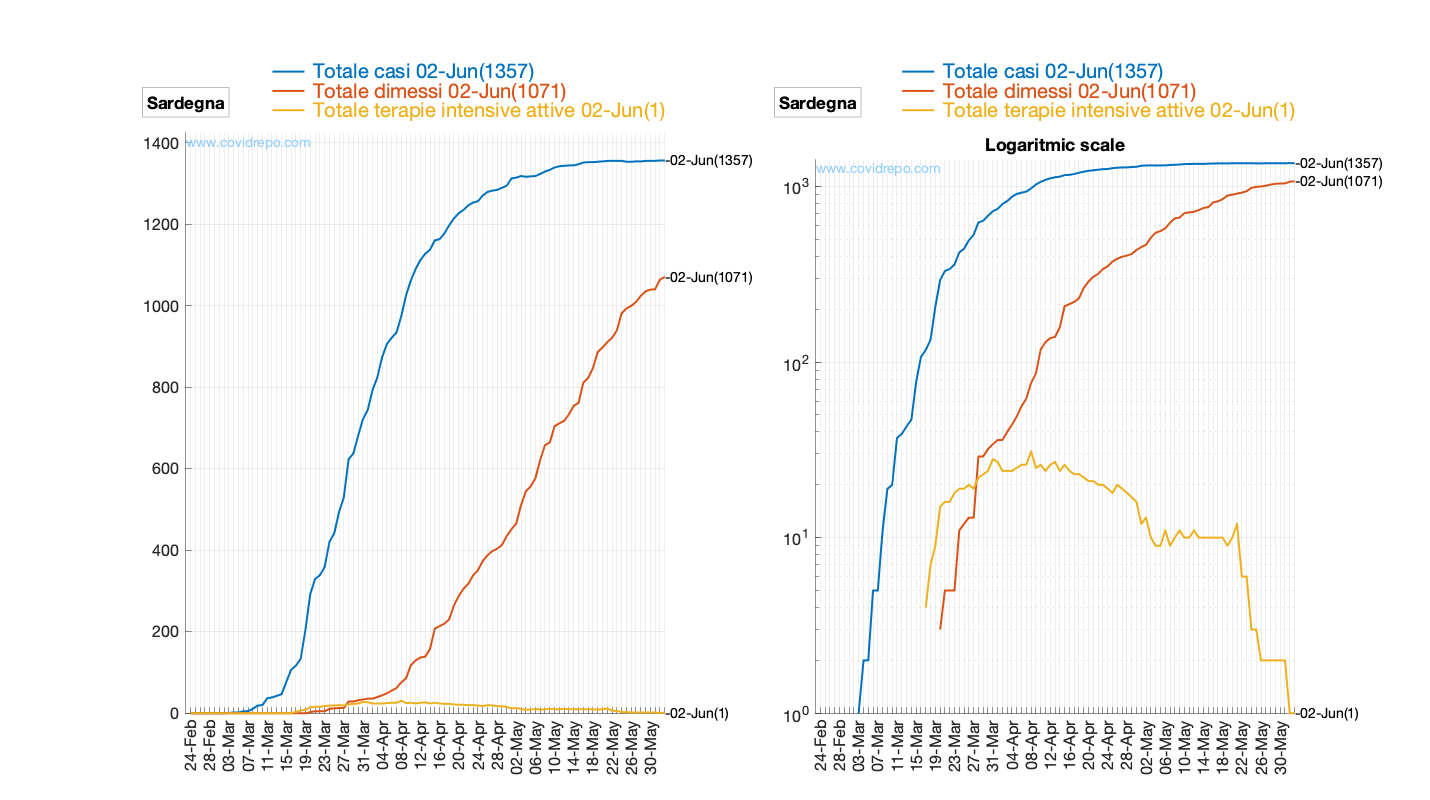 Totale casi 02-Jun(1357)
Totale dimessi 02-Jun(1071)
Totale terapie intensive attive 02-Jun(1)
Sardegna
www.covidrepo.com
1400
1200
1000
800
600
400
200
0
-02-Jun(1357)
-02-Jun(1071)
-02-Jun(1)
24-Feb
28-Feb
03-Mar
07-Mar
11-Mar
15-Mar
19-Mar
23-Mar
27-Mar
31-Mar
04-Apr
08-Apr
12-Apr
16-Apr
20-Apr
24-Apr
28-Apr
02-May
06-May
10-May
14-May
18-May
22-May
26-May
30-May
Totale casi 02-Jun(1357)
Totale dimessi 02-Jun(1071)
Totale terapie intensive attive 02-Jun(1)
Sardegna
Logaritmic scale
www.covidrepo.com
10^3
10^2
10^1
10^0
-02-Jun(1357)
-02-Jun(1071)
-02-Jun(1)
24-Feb
28-Feb
03-Mar
07-Mar
11-Mar
15-Mar
19-Mar
23-Mar
27-Mar
31-Mar
04-Apr
08-Apr
12-Apr
16-Apr
20-Apr
24-Apr
28-Apr
02-May
06-May
10-May
14-May
18-May
22-May
26-May
30-May